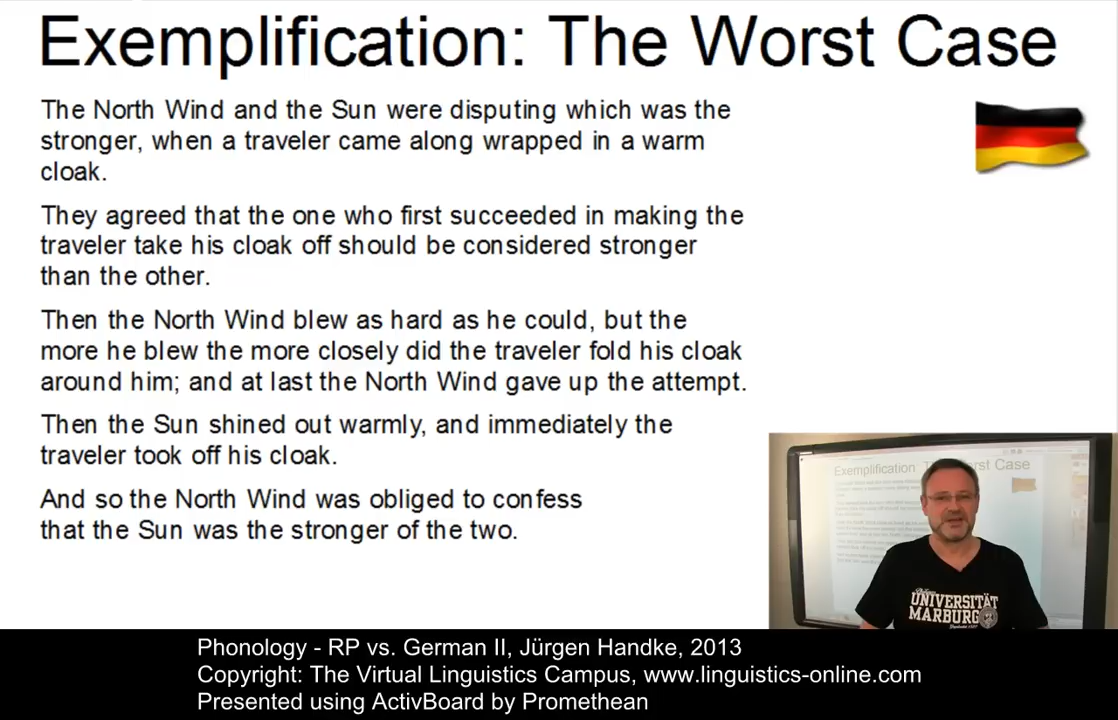 Exemplification: The Worst Case
The North Wind and the Sun were disputing which was the
stronger, when a traveler came along wrapped in a warm
cloak.
They agreed that the one who first succeeded in making the
traveler take his cloak off should be considered stronger
than the other.
Then the North Wind blew as hard as he could, but the
more he blew the more closely did the traveler fold his cloak
around him; and at last the North Wind gave up the attempt.
Then the Sun shined out warmly, and immediately the
traveler took off his cloak.
And so the North Wind was obliged to confess
that the Sun was the stronger of the two.
Exemplification T Worst Case
UNIVERSITÄT
MARBURG
Phonology - RP vs. German II, Jürgen Handke, 2013
Copyright: The Virtual Linguistics Campus, www.linguistics-online.com
Presented using ActivBoard by Promethean